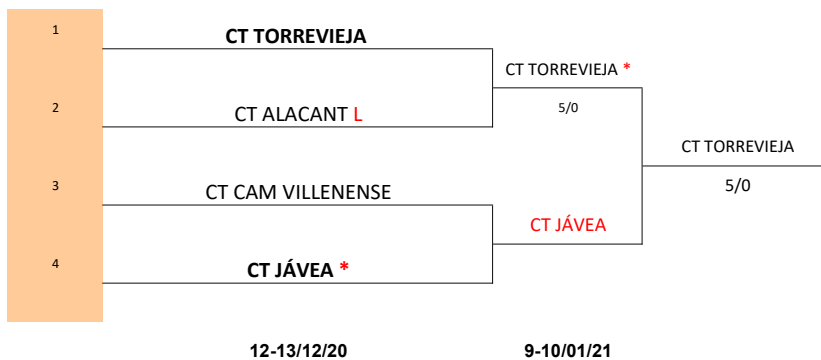 1
CT TORREVIEJA
CT TORREVIEJA *
2
CT ALACANT L
5/0
CT TORREVIEJA
3
CT CAM VILLENENSE
5/0
CT JÁVEA
4
CT JÁVEA *
12-13/12/20
9-10/01/21